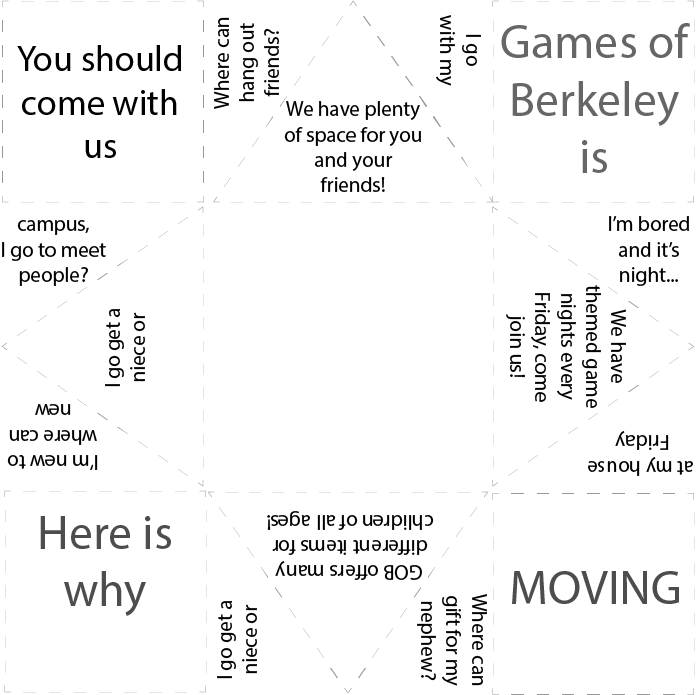 You should
come with
us
Where can
hang out
friends?
We have plenty
of space for you
and your
friends!
I go
with my
Games of
Berkeley
is
campus,
I go to meet
people?
I'm bored
and it's
night...
I go get a
niece or
We have
themed game
nights every
Friday, come
join us!
I'm new to
where can
new
at my house
Friday
Here is
why
GOB offers many
different items for
children of all ages!
I go get a
niece or
Where can
gift for my
nephew?
MOVING